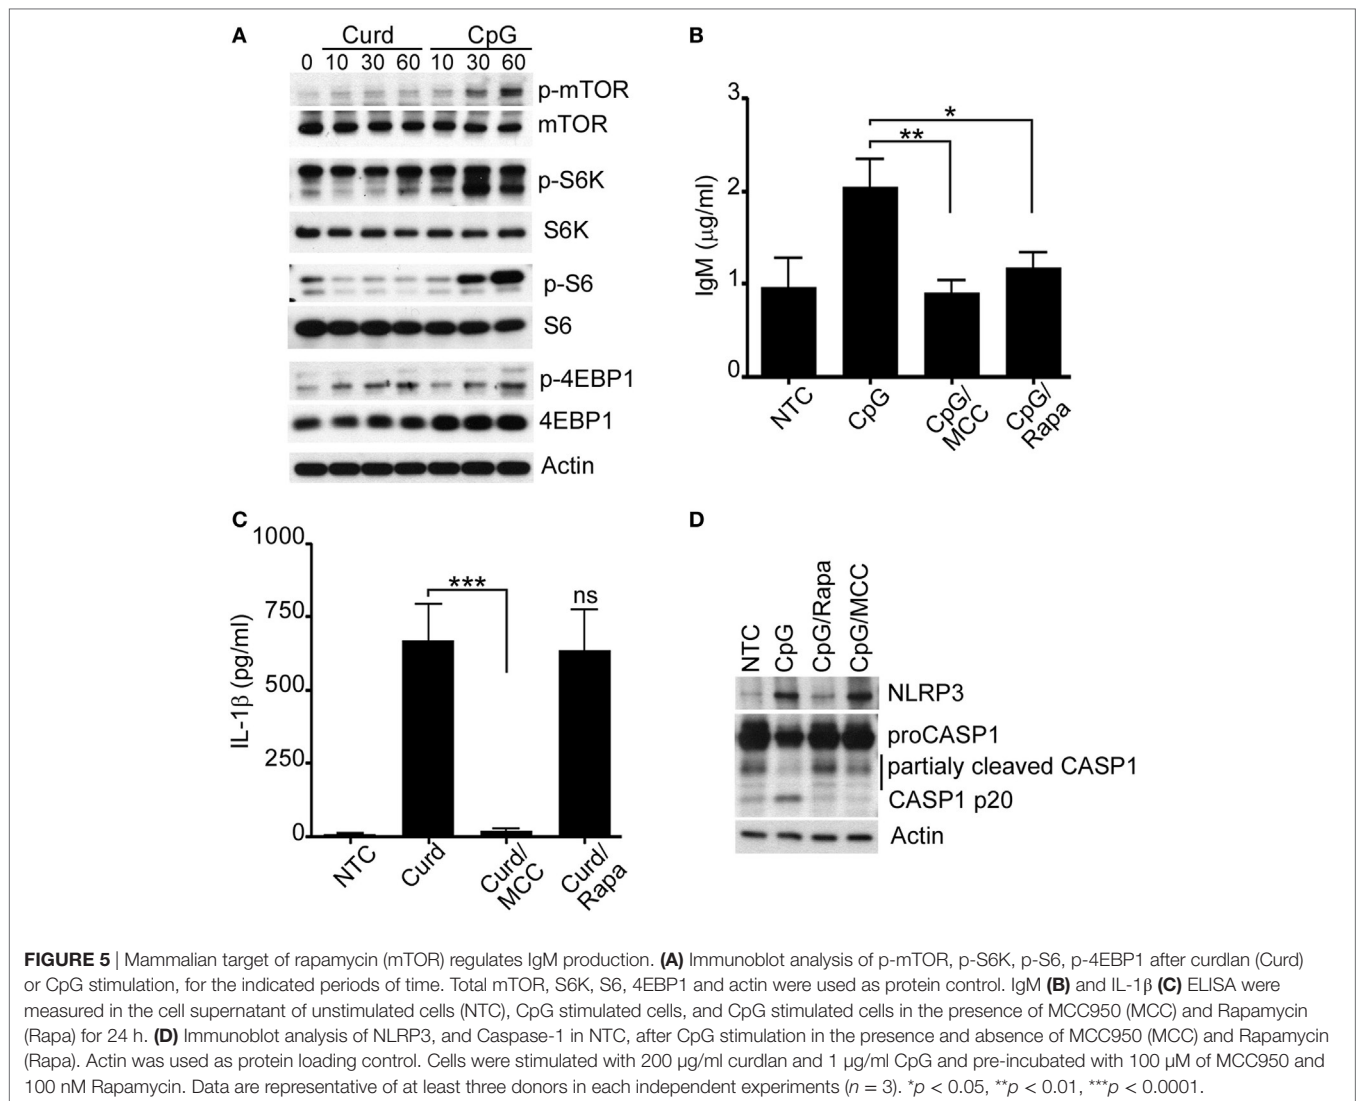 A
Curd CpG
0 10 30 60 10 30 60
p-mTOR
mTOR
p-S6K
S6K
p-S6
S6
p-4EBP1
4EBP1
Actin
B
IgM (μg/ml)
3
2
1
0
*
**
NTC
CpG
CpG/
MCC
CpG/
Rapa
C
IL-1β (pg/ml)
1000
750
500
250
0
***
ns
NTC
Curd
Curd/
MCC
Curd/
Rapa
D
NTC
CpG
CpG/Rapa
CpG/MCC
NLRP3
proCASP1
partialy cleaved CASP1
CASP1 p20
Actin
FIGURE 5 | Mammalian target of rapamycin (mTOR) regulates IgM production. (A) Immunoblot analysis of p-mTOR, p-S6K, p-S6, p-4EBP1 after curdlan (Curd)
or CpG stimulation, for the indicated periods of time. Total mTOR, S6K, S6, 4EBP1 and actin were used as protein control. IgM (B) and IL-1β (C) ELISA were
measured in the cell supernatant of unstimulated cells (NTC), CpG stimulated cells, and CpG stimulated cells in the presence of MCC950 (MCC) and Rapamycin
(Rapa) for 24 h. (D) Immunoblot analysis of NLRP3, and Caspase-1 in NTC, after CpG stimulation in the presence and absence of MCC950 (MCC) and Rapamycin
(Rapa). Actin was used as protein loading control. Cells were stimulated with 200 μg/ml curdlan and 1 μg/ml CpG and pre-incubated with 100 μM of MCC950 and
100 nM Rapamycin. Data are representative of at least three donors in each independent experiments (n = 3). *p < 0.05, **p < 0.01, ***p < 0.0001.